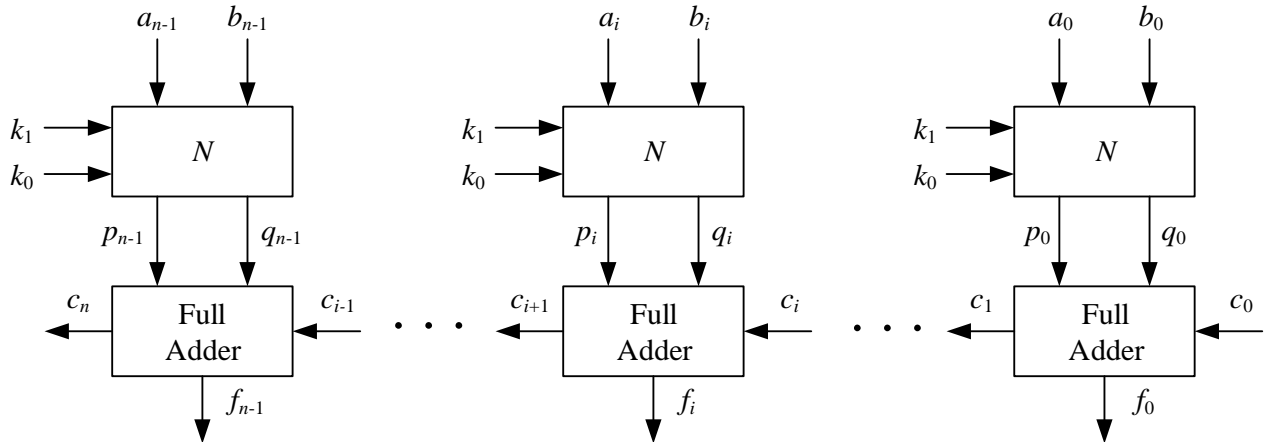 a_{n-1} b_{n-1} a_i b_i a_0 b_0
k_1 N k_1 N k_1 N
k_0 k_0 k_0
p_{n-1} q_{n-1} p_i q_i p_0 q_0
c_n Full c_{i-1} · · · c_{i+1} Full c_i · · · c_1 Full c_0
Adder Adder Adder
f_{n-1} f_i f_0